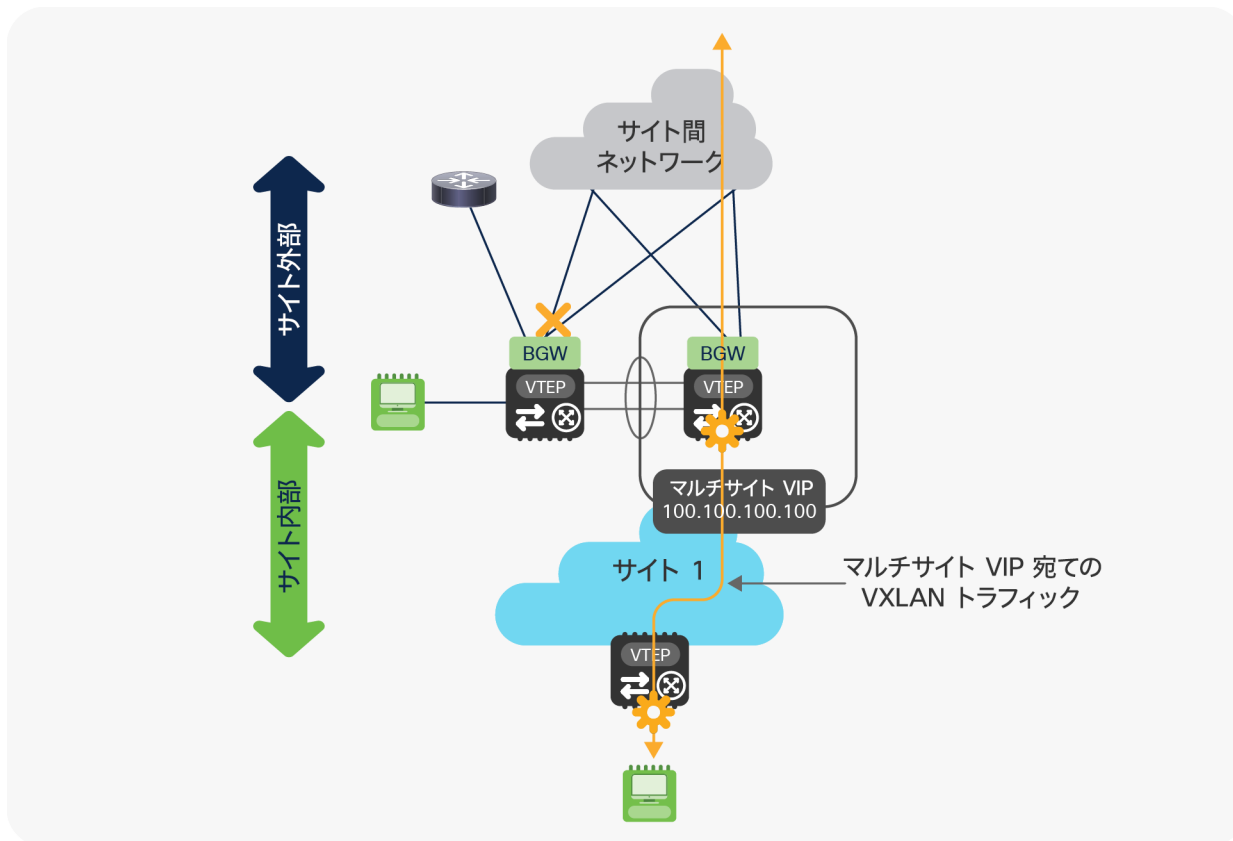 サイト間
ネットワーク
サイト外部
BGW
VTEP
BGW
VTEP
サイト内部
マルチサイト VIP
100.100.100.100
サイト 1
マルチサイト VIP 宛ての
VXLAN トラフィック
VTEP